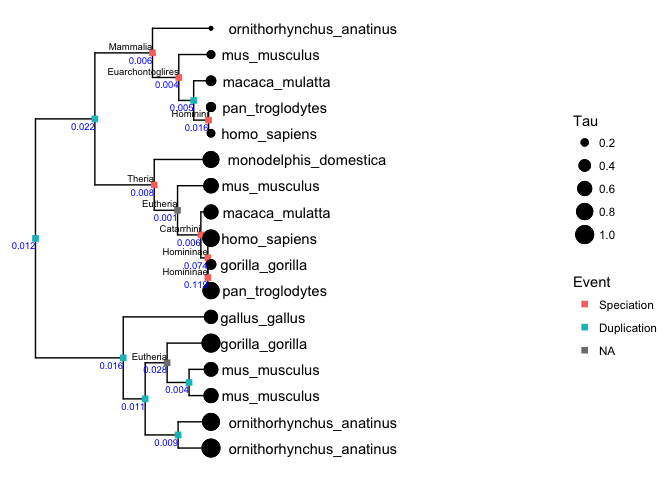 ornithorhynchus_anatinus
Mammalia
0.006
mus_musculus
Euarchontoglires
0.004
macaca_mulatta
0.005
pan_troglodytes
Hominini
0.016
homo_sapiens
0.022
monodelphis_domestica
Theria
0.008
mus_musculus
Eutheria
0.001
macaca_mulatta
Catarrhini
0.006
homo_sapiens
0.012
Homininae
0.074
gorilla_gorilla
Homininae
0.118
pan_troglodytes
gallus_gallus
0.016
gorilla_gorilla
Eutheria
0.028
mus_musculus
0.004
mus_musculus
0.011
ornithorhynchus_anatinus
0.009
ornithorhynchus_anatinus
Tau
0.2
0.4
0.6
0.8
1.0
Event
Speciation
Duplication
NA